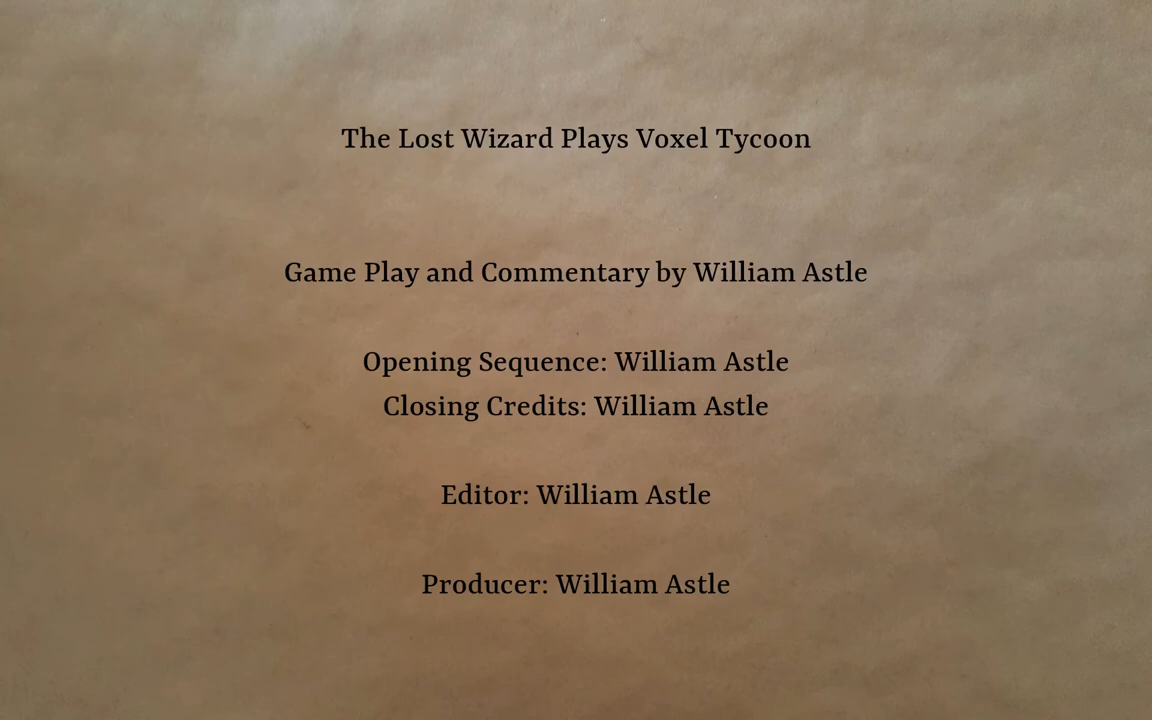 The Lost Wizard Plays Voxel Tycoon
Game Play and Commentary by William Astle
Opening Sequence: William Astle
Closing Credits: William Astle
Editor: William Astle
Producer: William Astle